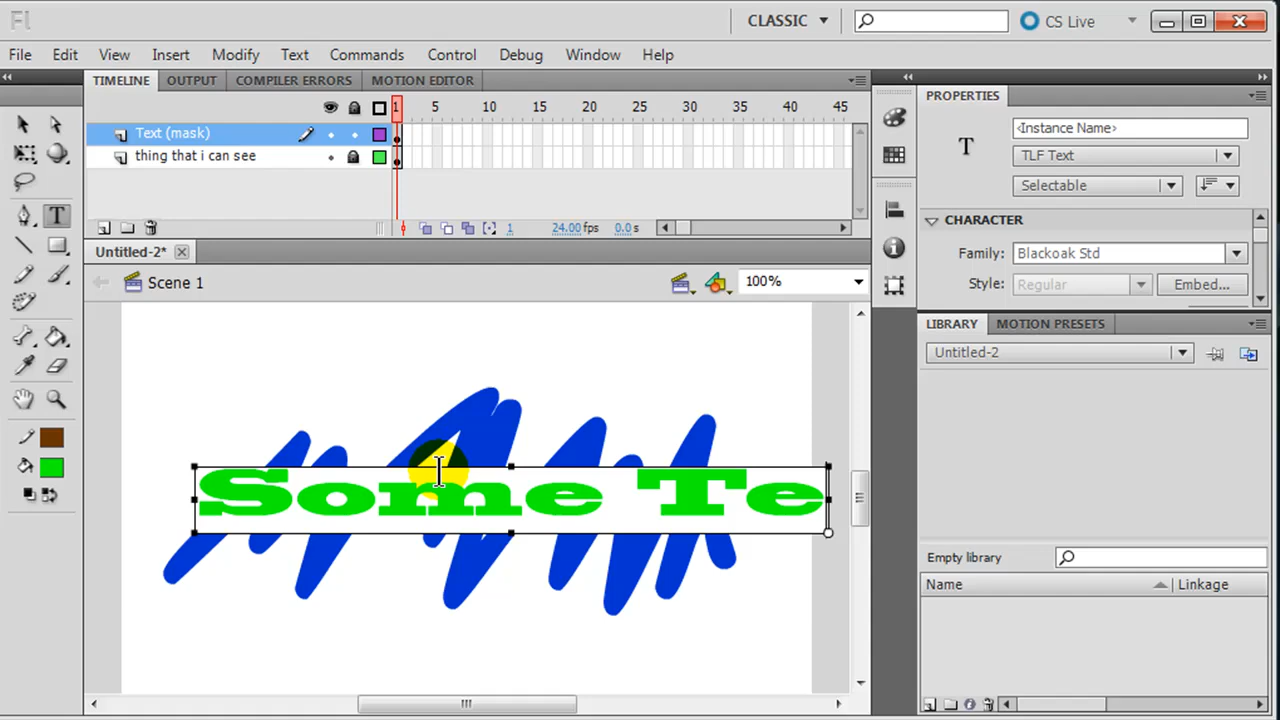 Fl
CLASSIC
CS Live
File Edit View Insert Modify Text Commands Control Debug Window Help
TIMELINE OUTPUT COMPILER ERRORS MOTION EDITOR
1 5 10 15 20 25 30 35 40 45
Text (mask)
thing that i can see
1 24.00 fps 0.0 s
Untitled-2*
Scene 1
100%
Some Te
T
PROPERTIES
T
<Instance Name>
TLF Text
Selectable
CHARACTER
Family: Blackoak Std
Style: Regular Embed...
LIBRARY MOTION PRESETS
Untitled-2
Empty library
Name Linkage